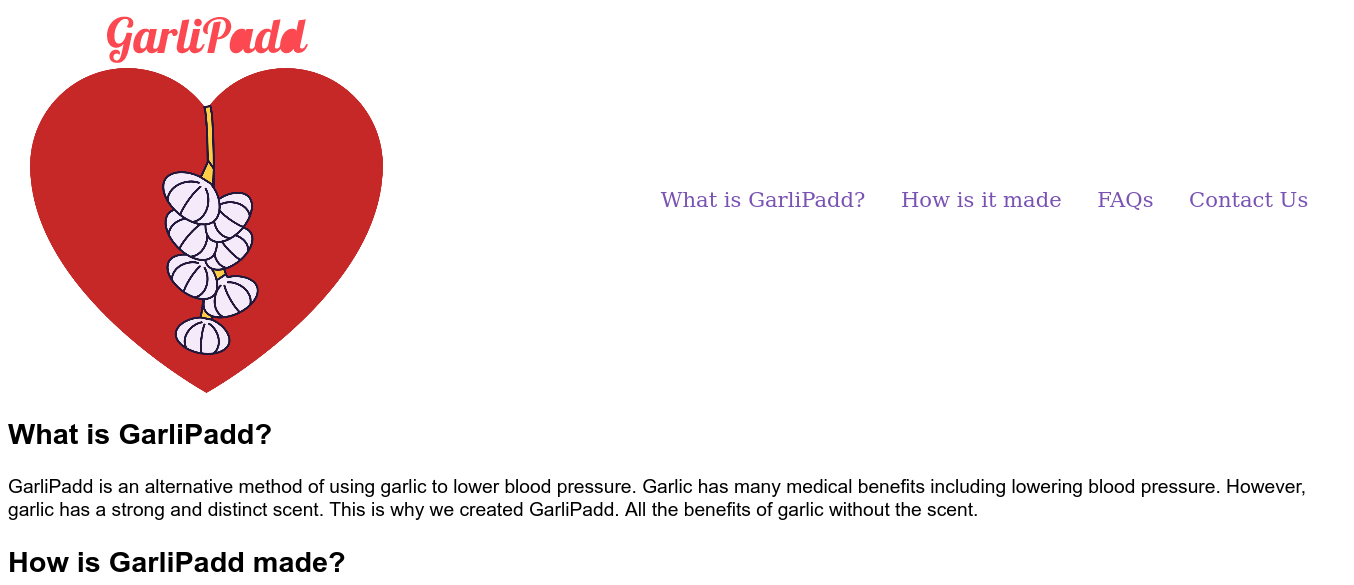 GarliPadd
What is GarliPadd? How is it made FAQs Contact Us
What is GarliPadd?
GarliPadd is an alternative method of using garlic to lower blood pressure. Garlic has many medical benefits including lowering blood pressure. However,
garlic has a strong and distinct scent. This is why we created GarliPadd. All the benefits of garlic without the scent.
How is GarliPadd made?